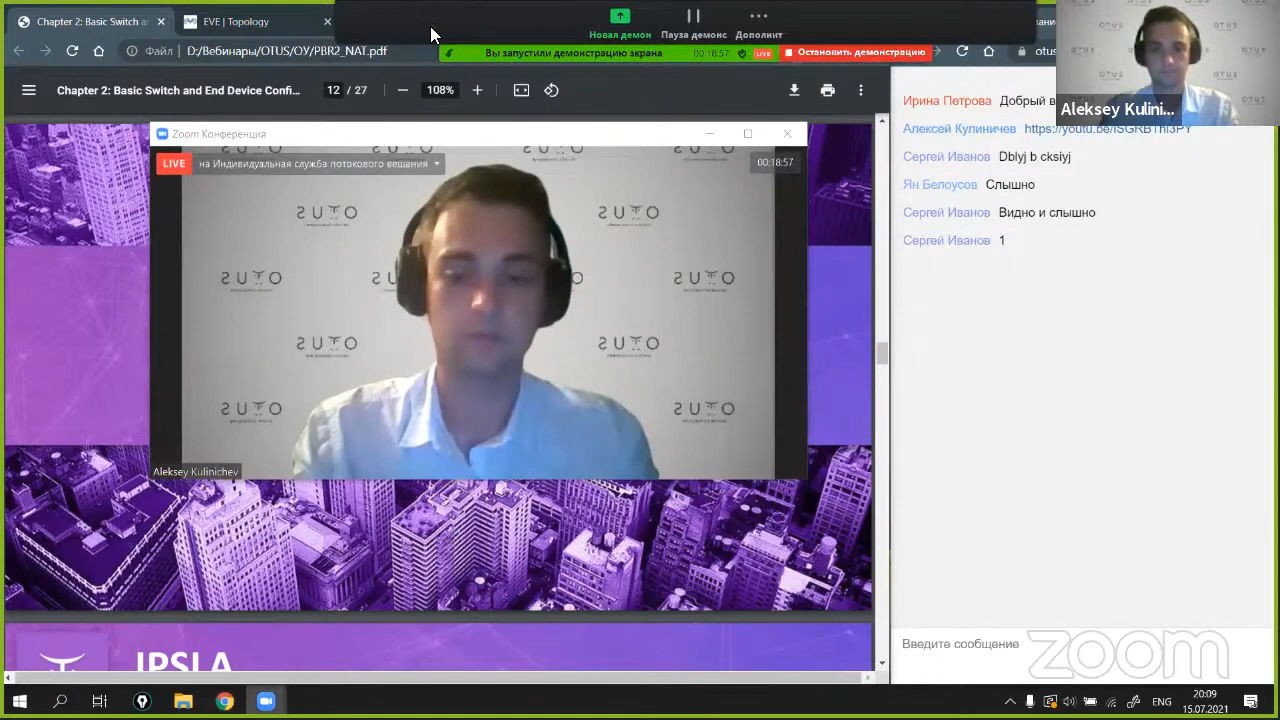 Chapter 2: Basic Switch an
EVE | Topology
Новая демон
Пауза демонс
Дополнит
Файл
D:/Вебинары/OTUS/ОУ/PBR2_NAT.pdf
Вы запустили демонстрацию экрана
00:18:57
LIVE
Остановить демонстрацию
otus
Chapter 2: Basic Switch and End Device Confi...
12 / 27
108%
Zoom Конференция
LIVE
на Индивидуальная служба потокового вещания
00:18:57
Aleksey Kulinichev
IPSLA
Aleksey Kulini...
Ирина Петрова Добрый в
Алексей Кулиничев
Сергей Иванов Dblyj b cksiyj
Ян Белоусов Слышно
Сергей Иванов Видно и слышно
Сергей Иванов 1
Введите сообщение
zoom
ENG
20:09
15.07.2021